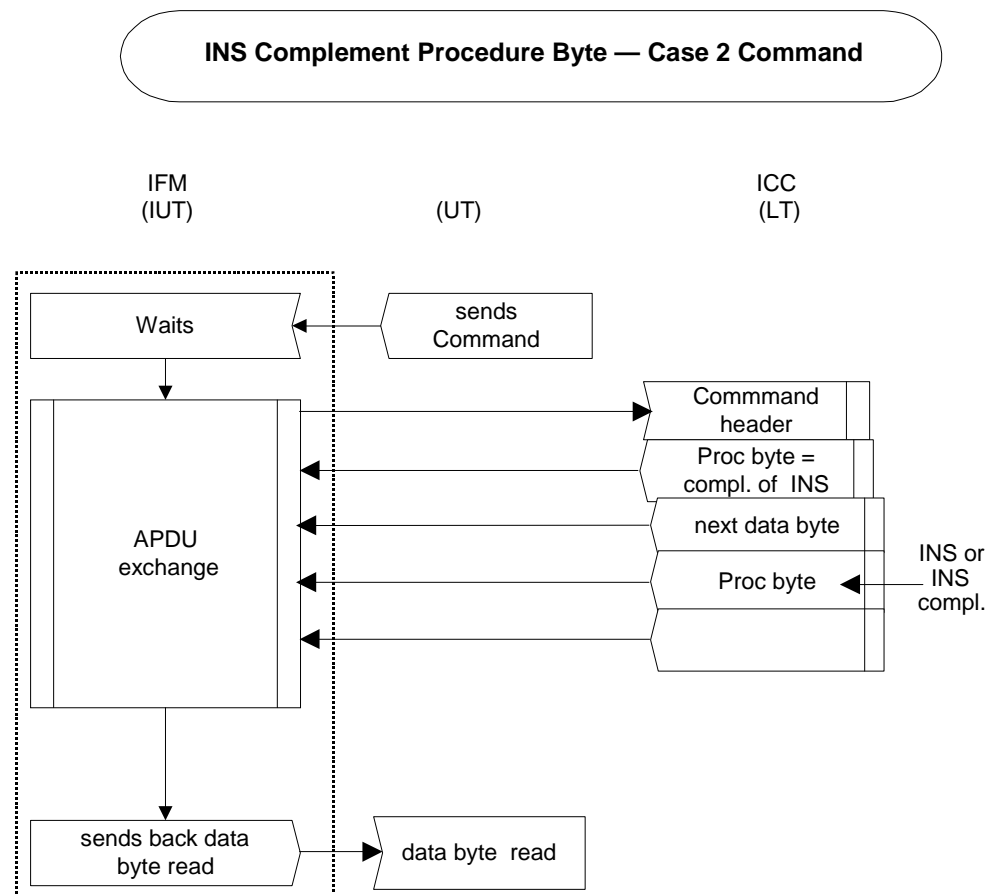 INS Complement Procedure Byte — Case 2 Command
IFM
(IUT)
(UT)
ICC
(LT)
Waits
sends
Command
Commmand
header
Proc byte =
compl. of INS
next data byte
APDU
exchange
Proc byte
INS or
INS
compl.
sends back data
byte read
data byte read